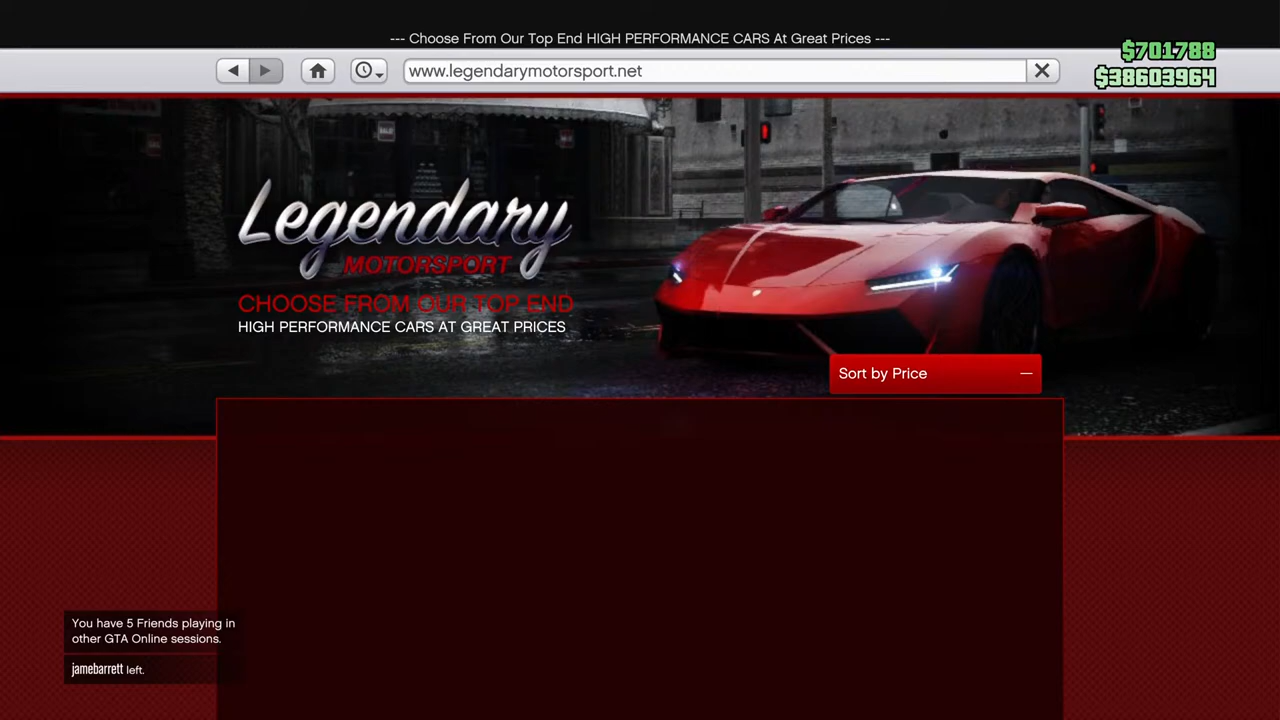 --- Choose From Our Top End HIGH PERFORMANCE CARS At Great Prices ---
www.legendarymotorsport.net
$701788
$38603964
Legendary
MOTORSPORT
CHOOSE FROM OUR TOP END
HIGH PERFORMANCE CARS AT GREAT PRICES
Sort by Price
You have 5 Friends playing in
other GTA Online sessions.
jamebarrett left.